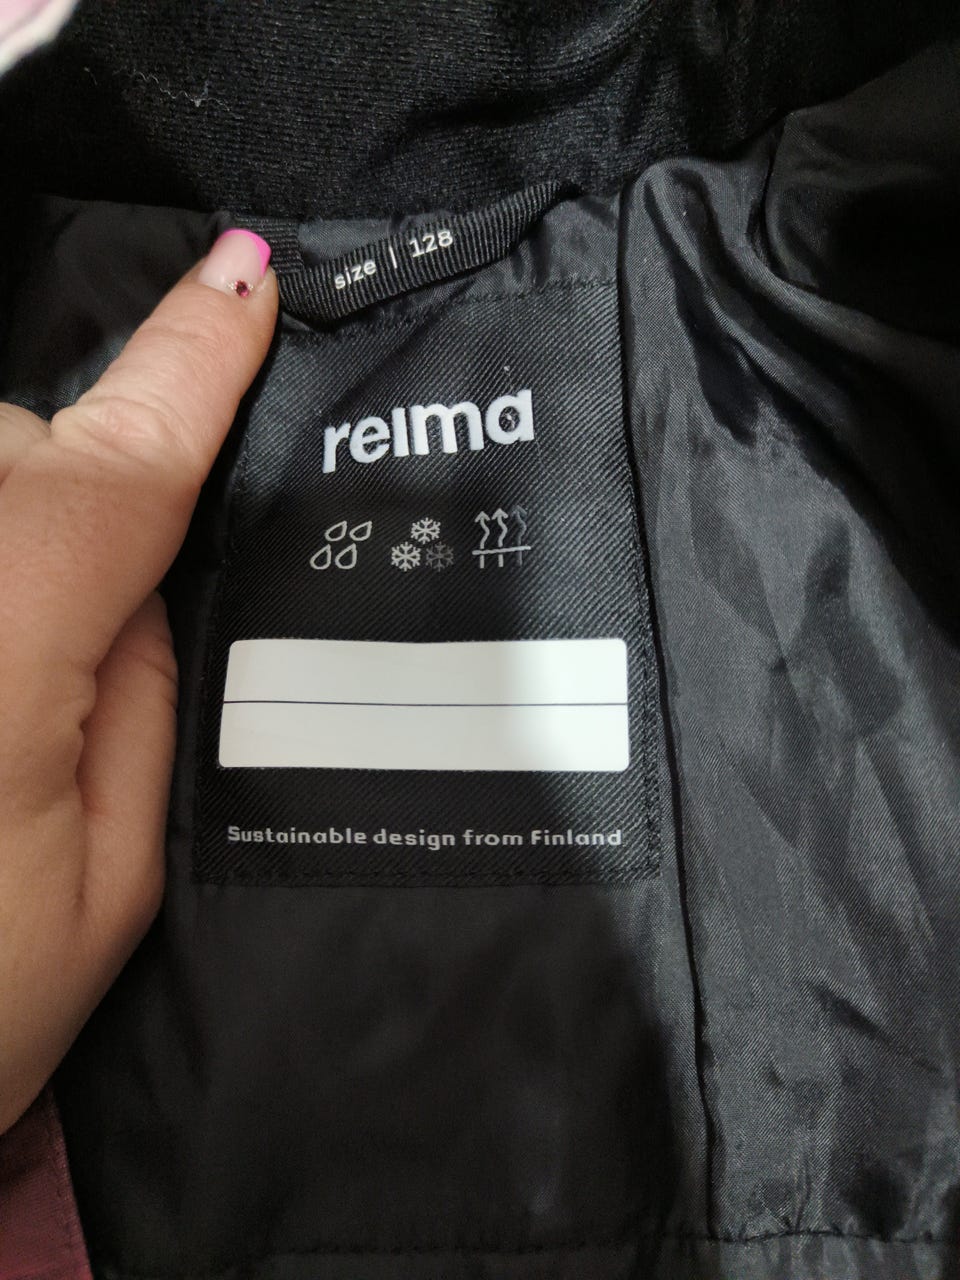 size | 128
reima
Sustainable design from Finland